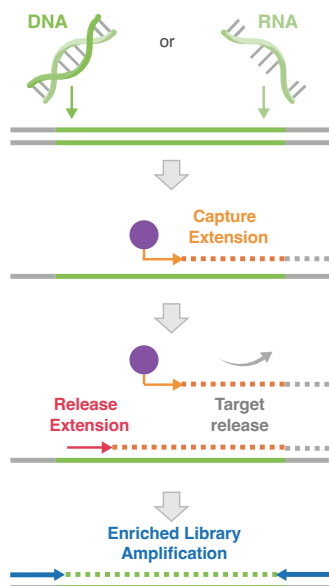 DNA
or
RNA
Capture
Extension
Release
Extension
Target
release
Enriched Library
Amplification